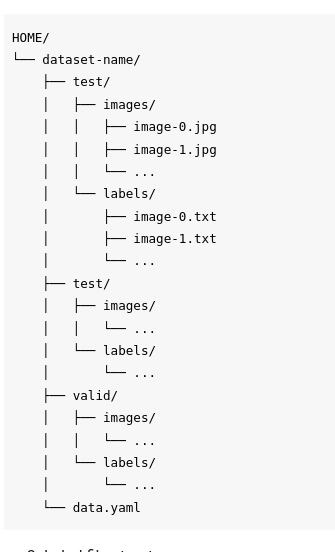 HOME/
└── dataset-name/
    ├── test/
    │   ├── images/
    │   │   ├── image-0.jpg
    │   │   ├── image-1.jpg
    │   │   └── ...
    │   └── labels/
    │       ├── image-0.txt
    │       ├── image-1.txt
    │       └── ...
    ├── test/
    │   ├── images/
    │   │   └── ...
    │   └── labels/
    │       └── ...
    ├── valid/
    │   ├── images/
    │   │   └── ...
    │   └── labels/
    │       └── ...
    └── data.yaml